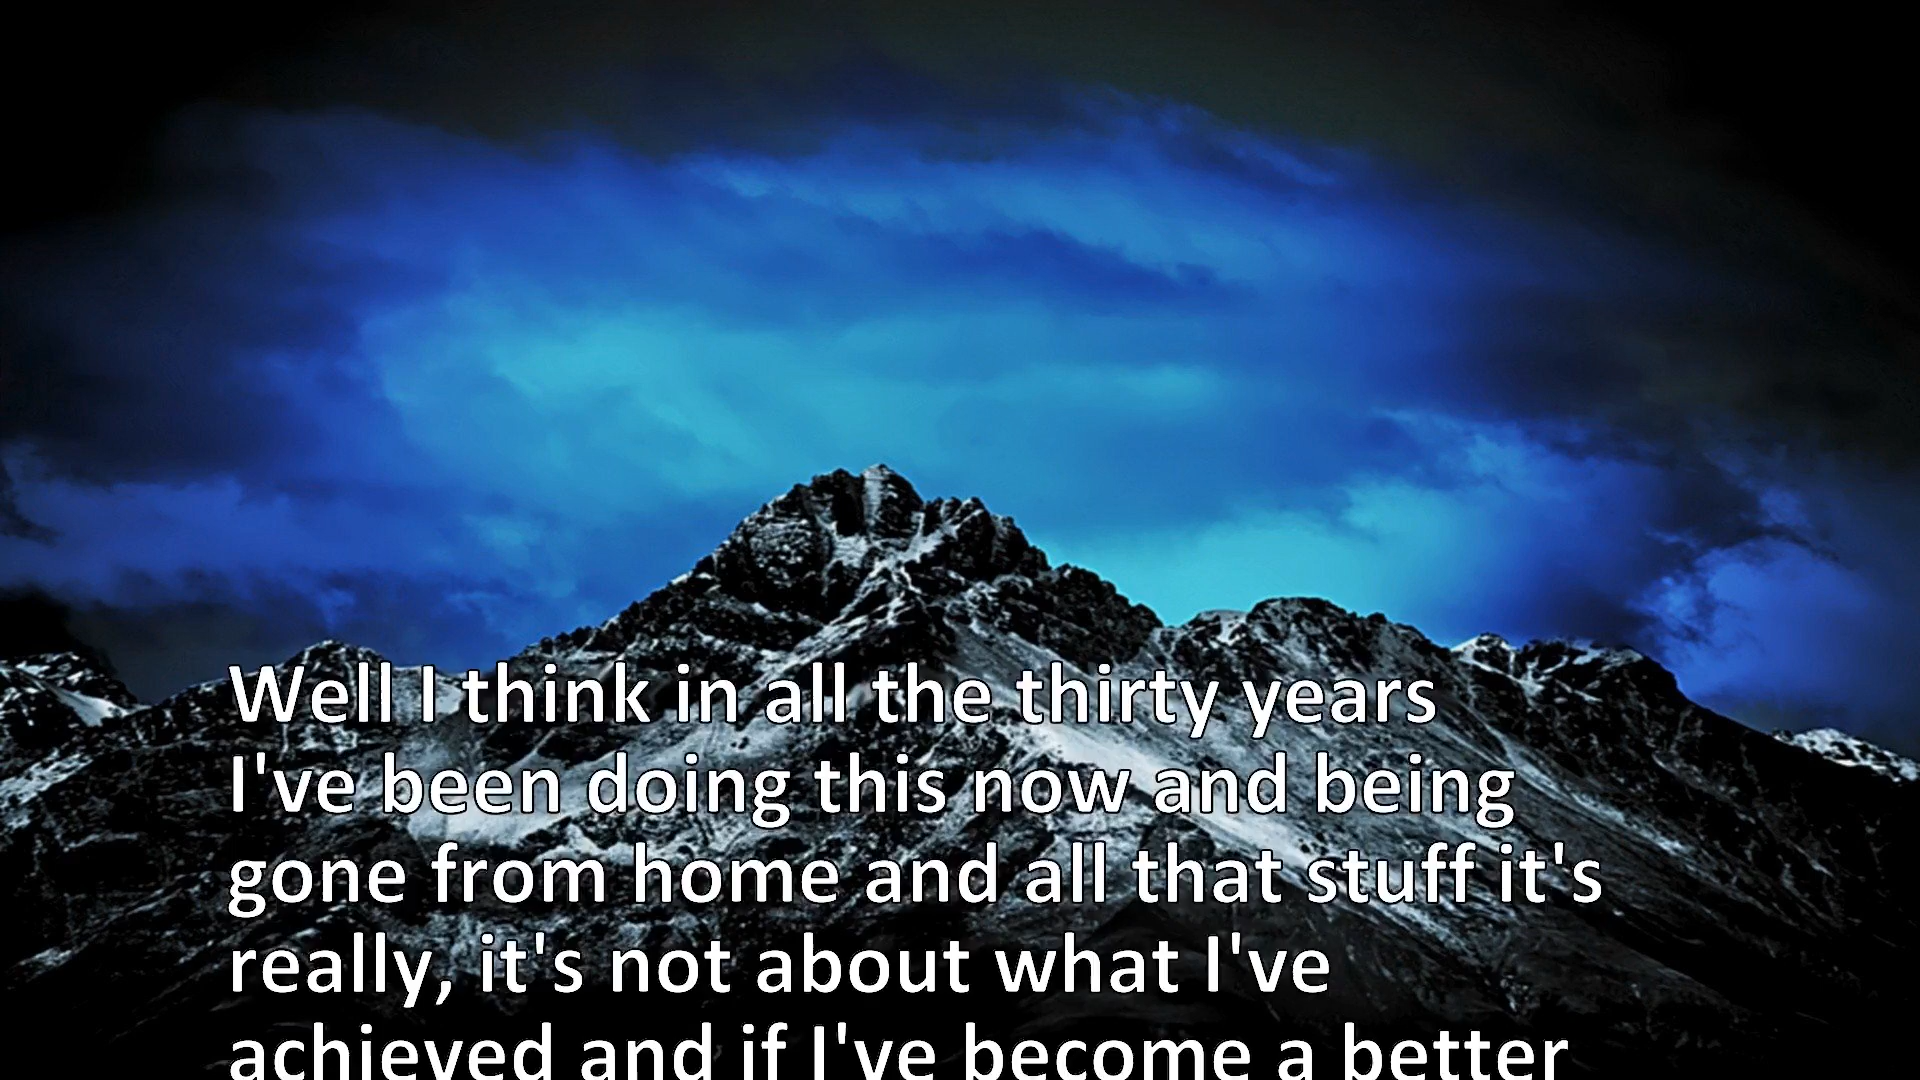 Well I think in all the thirty years
I've been doing this now and being
gone from home and all that stuff it's
really, it's not about what I've
achieved and if I've become a better